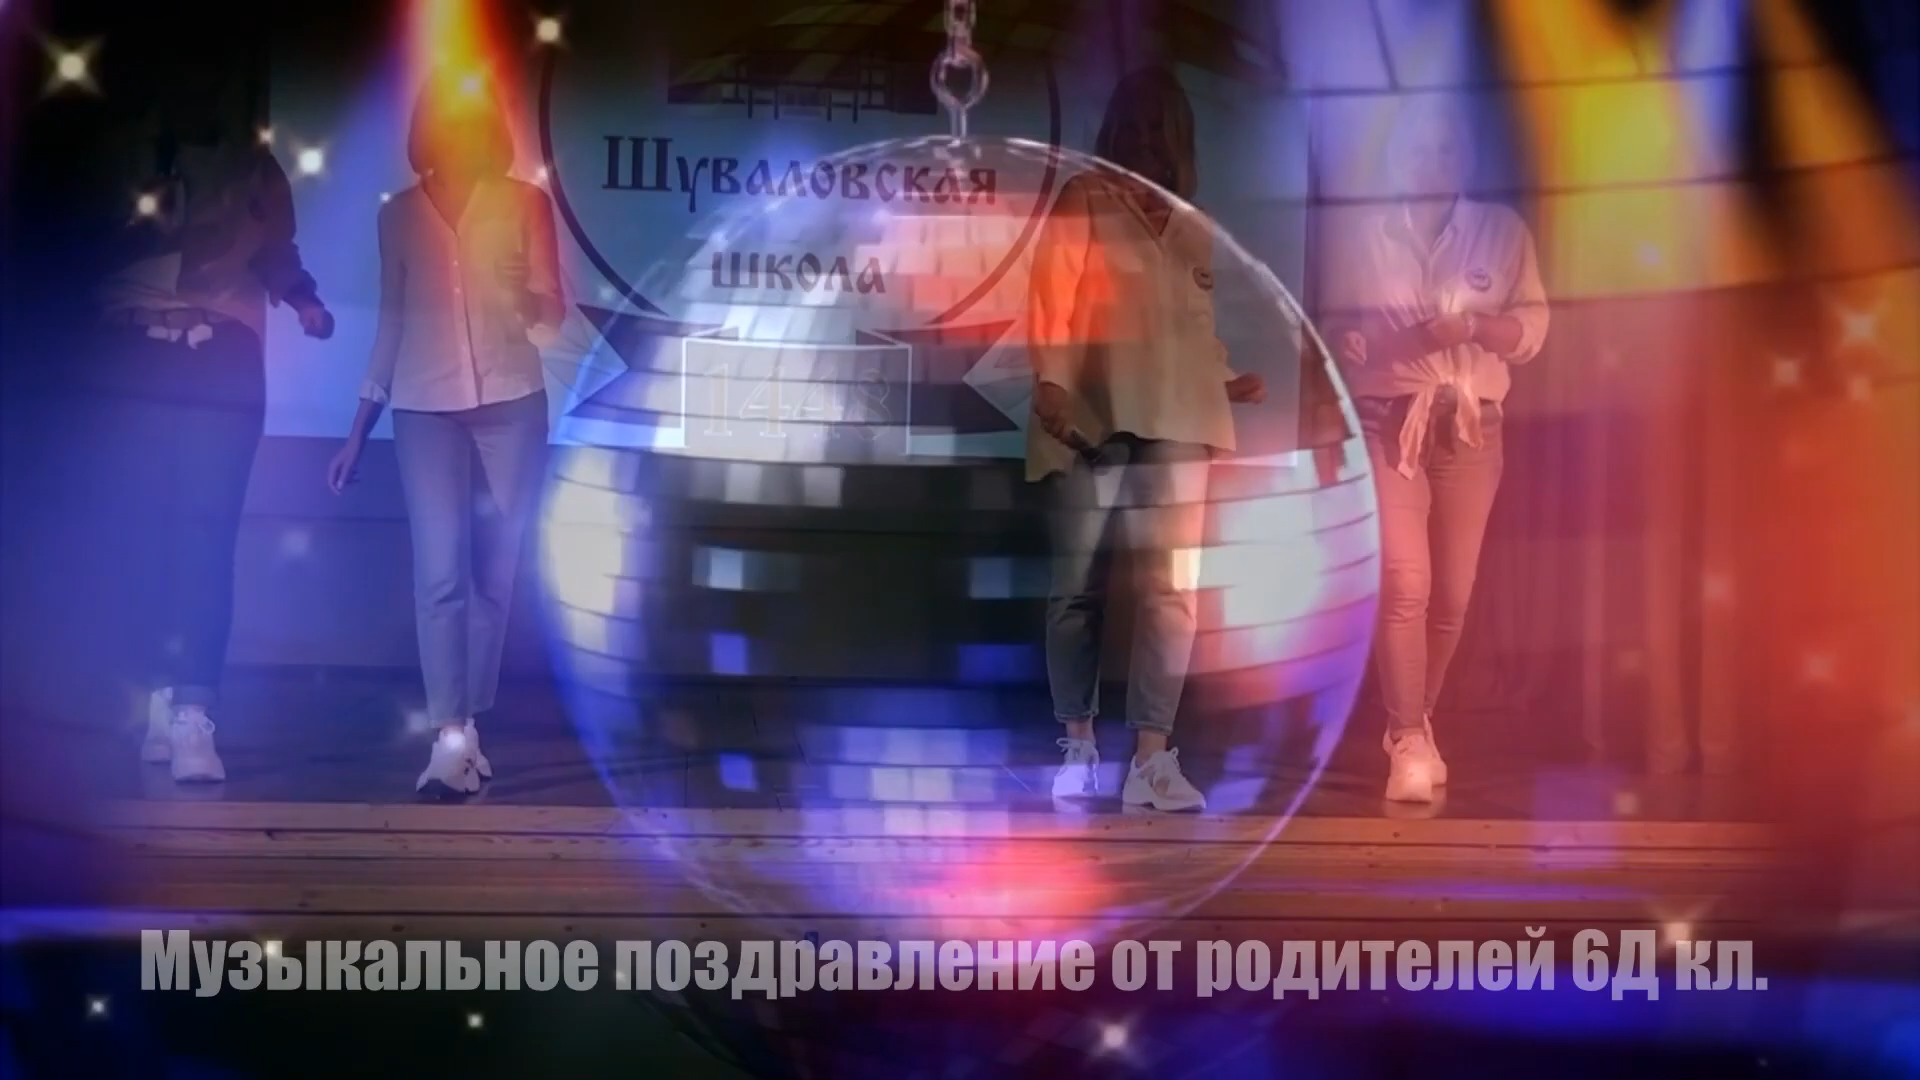 Шуваловская
школа
1448
Музыкальное поздравление от родителей 6Д кл.